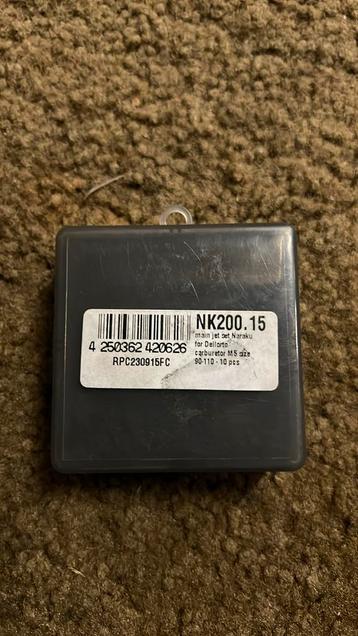 NK200.15
main jet set Naraku
for Dellorto
carburetor M5 size
90-110 - 10 pcs
4 250362 420626
RPC230915FC